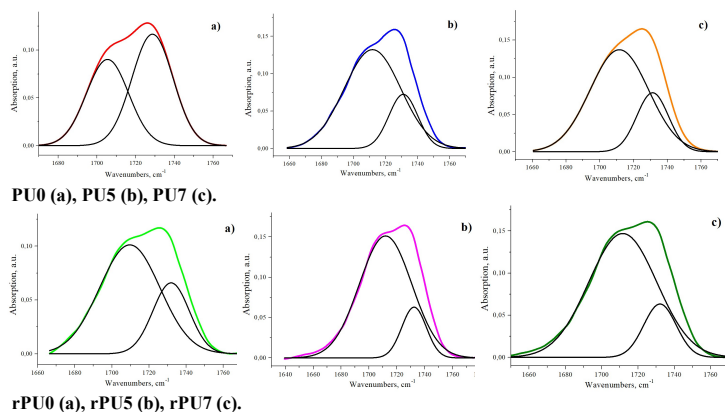 a)
b)
c)
Absorption, a.u.
0,10
0,05
0,00
1680 1700 1720 1740 1760
Wavenumbers, cm-1
Absorption, a.u.
0,15
0,10
0,05
0,00
1660 1680 1700 1720 1740 1760
Wavenumbers, cm-1
Absorption, a.u.
0,15
0,10
0,05
0,00
1660 1680 1700 1720 1740 1760
Wavenumbers, cm-1
PU0 (a), PU5 (b), PU7 (c).
a)
b)
c)
Absorption, a.u.
0,10
0,05
0,00
1660 1680 1700 1720 1740 1760
Wavenumbers, cm-1
Absorption, a.u.
0,15
0,10
0,05
0,00
1640 1660 1680 1700 1720 1740 1760
Wavenumbers, cm-1
Absorption, a.u.
0,15
0,10
0,05
0,00
1660 1680 1700 1720 1740 1760
Wavenumbers, cm-1
rPU0 (a), rPU5 (b), rPU7 (c).